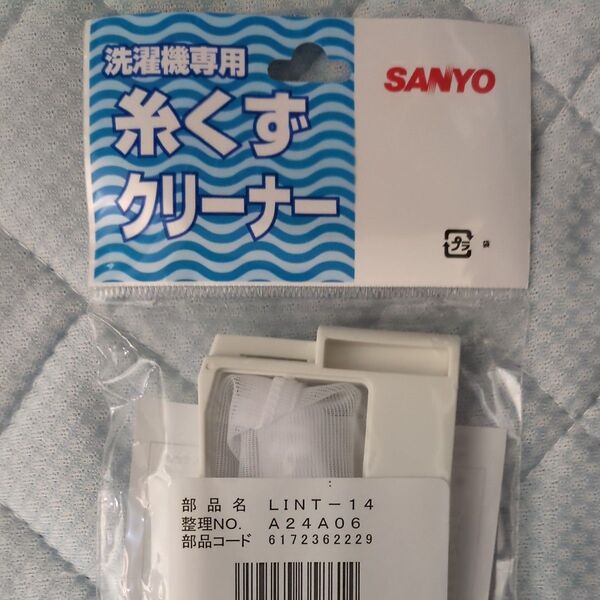 洗濯機専用
糸くず
クリーナー
SANYO
プラ
袋
部品名 LINT-14
整理NO. A24A06
部品コード 6172362229